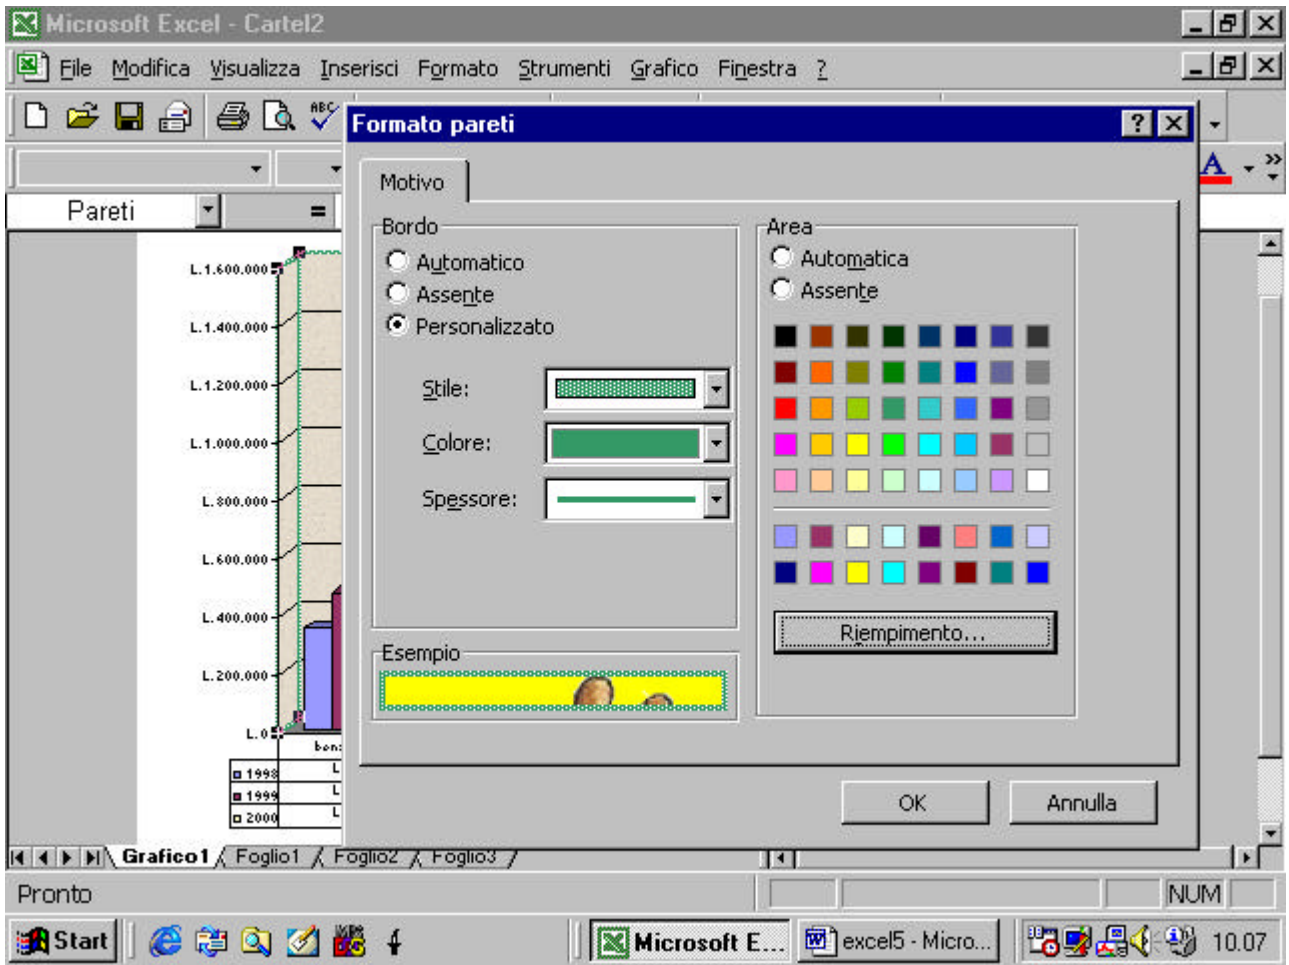 Microsoft Excel - Cartel2
File Modifica Visualizza Inserisci Formato Strumenti Grafico Finestra ?
ABC
Formato pareti
A
Motivo
Pareti =
Bordo
Automatico
Assente
Personalizzato
Stile:
Colore:
Spessore:
Esempio
Area
Automatica
Assente
Riempimento...
OK Annulla
L.1.600.000
L.1.400.000
L.1.200.000
L.1.000.000
L.800.000
L.600.000
L.400.000
L.200.000
L.0
1998 L
1999 L
2000 L
Grafico1 Foglio1 Foglio2 Foglio3
Pronto NUM
Start Microsoft E... excel5 - Micro... 10.07